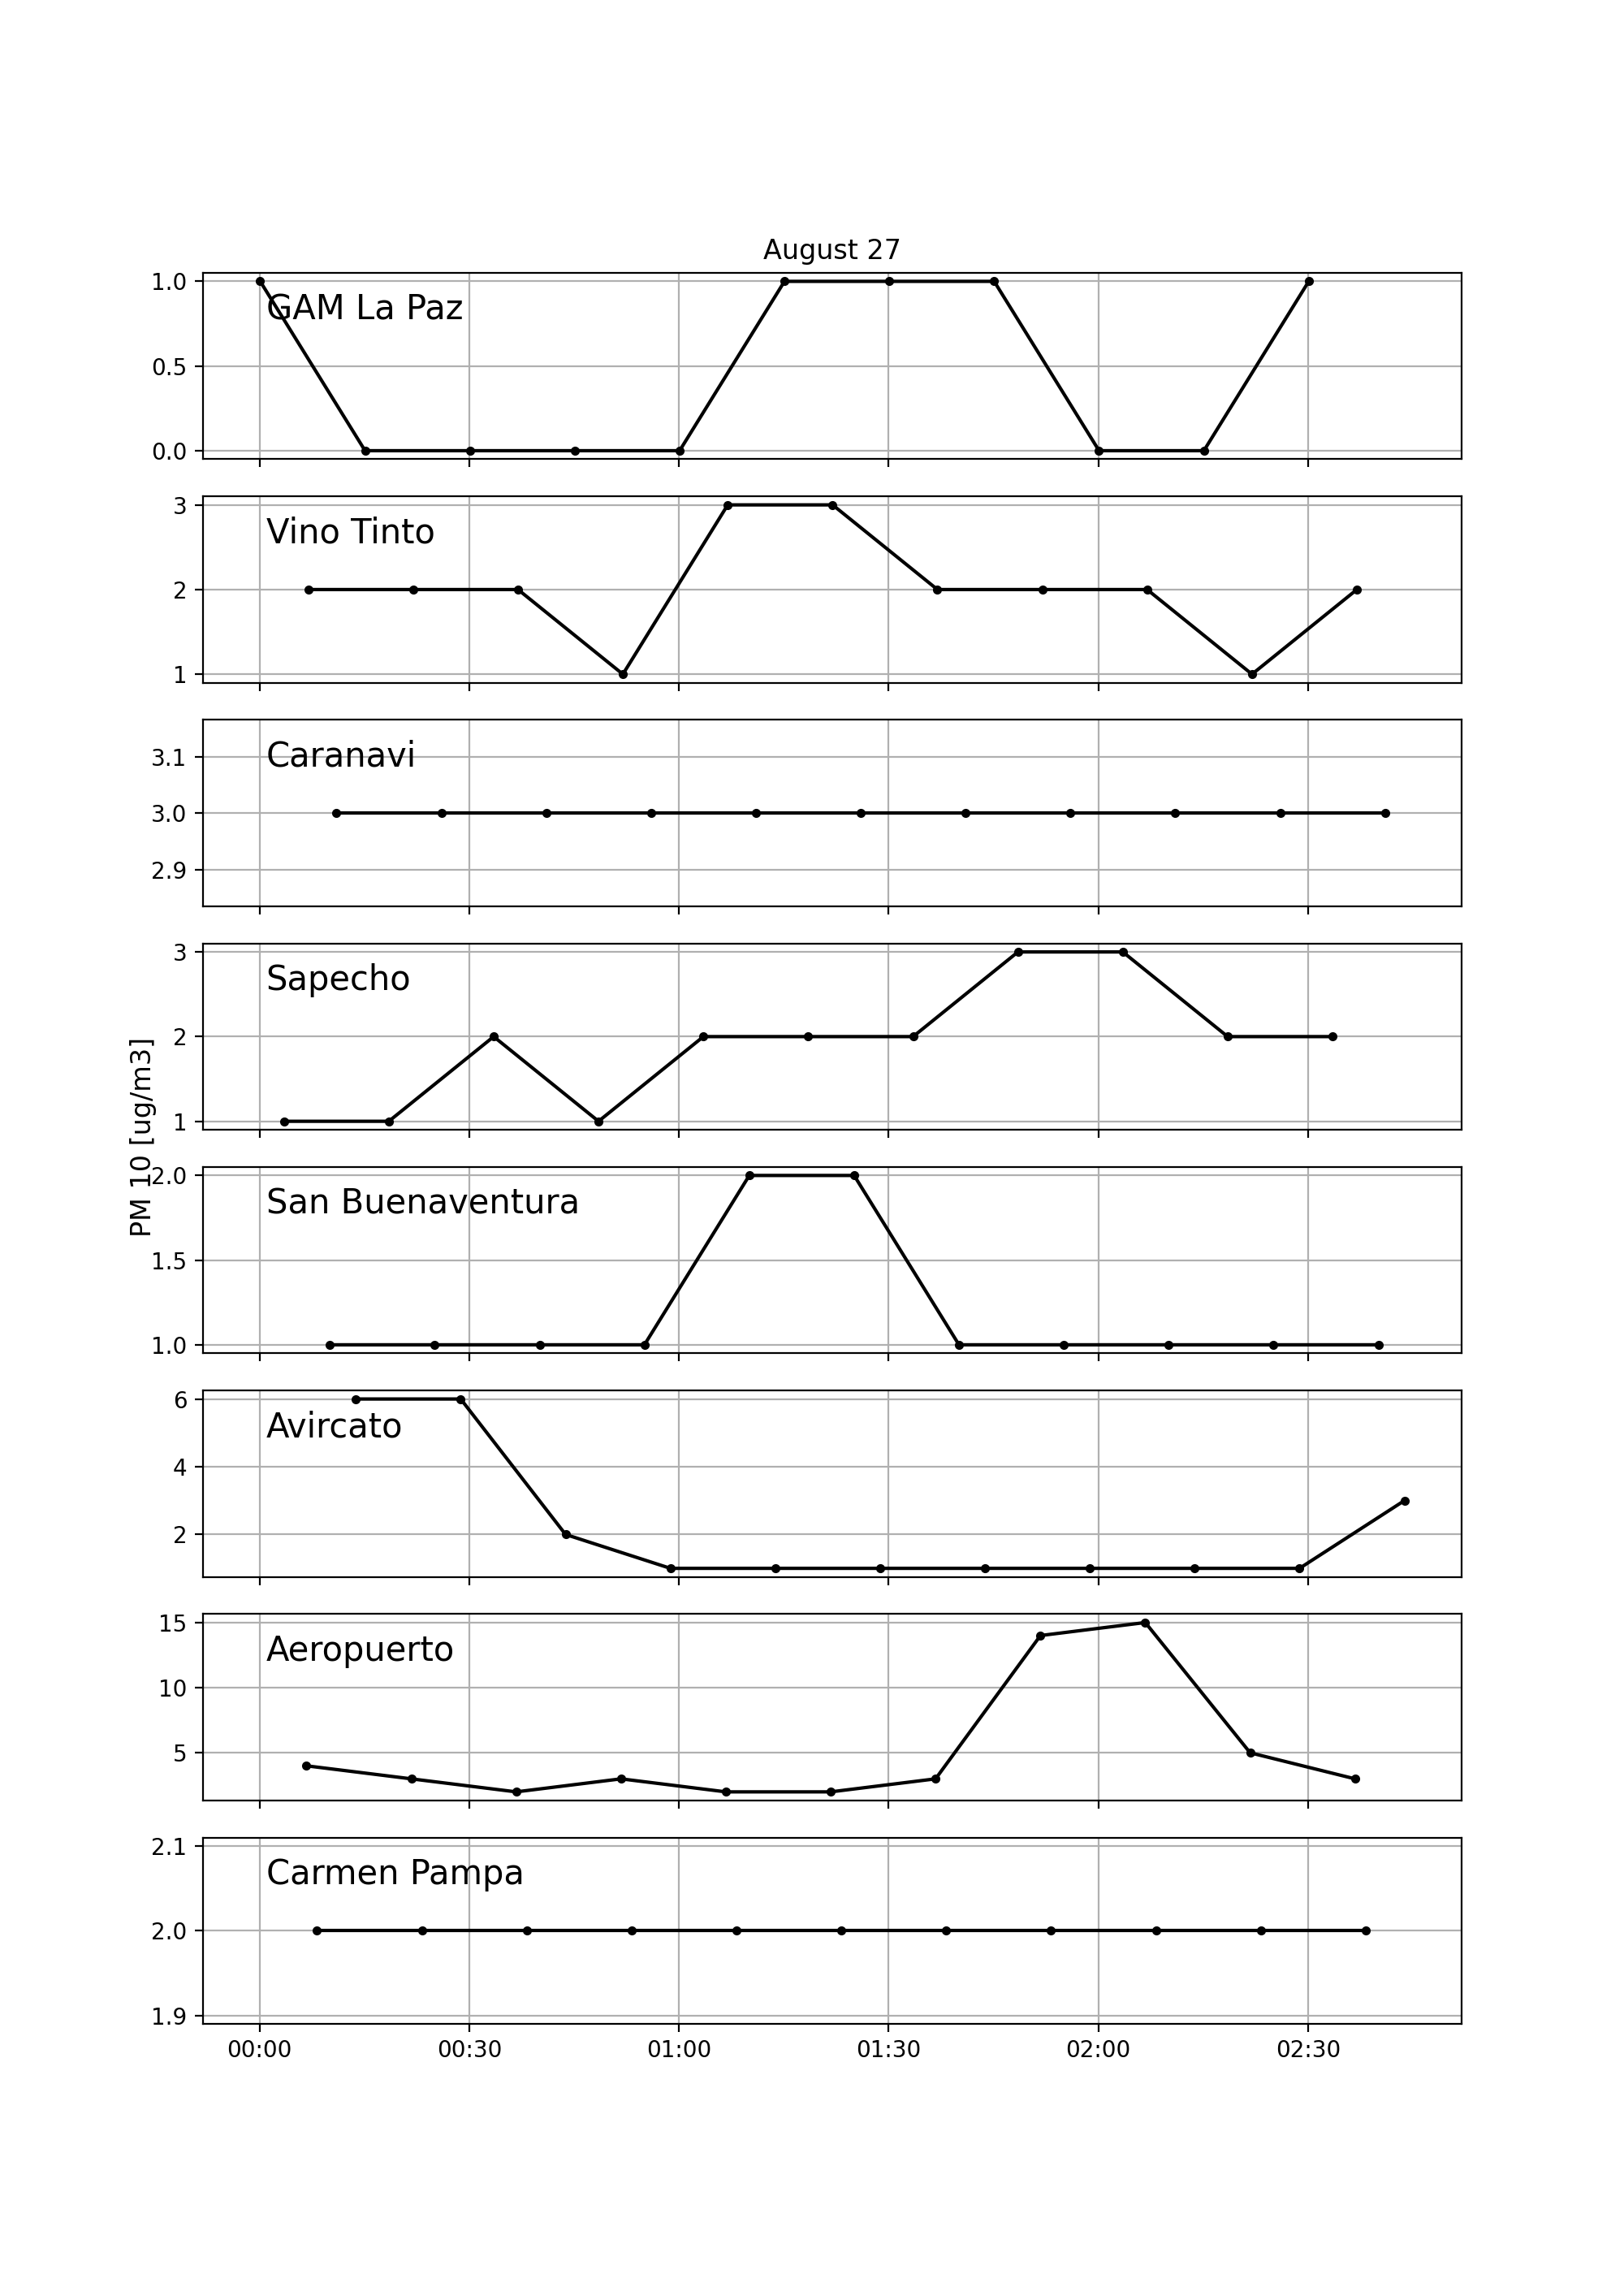 August 27
1.0
GAM La Paz
0.5
0.0
3
Vino Tinto
2
1
3.1
Caranavi
3.0
2.9
3
Sapecho
2
1
PM 10 [ug/m3]
2.0
San Buenaventura
1.5
1.0
6
Avircato
4
2
15
Aeropuerto
10
5
2.1
Carmen Pampa
2.0
1.9
00:00 00:30 01:00 01:30 02:00 02:30